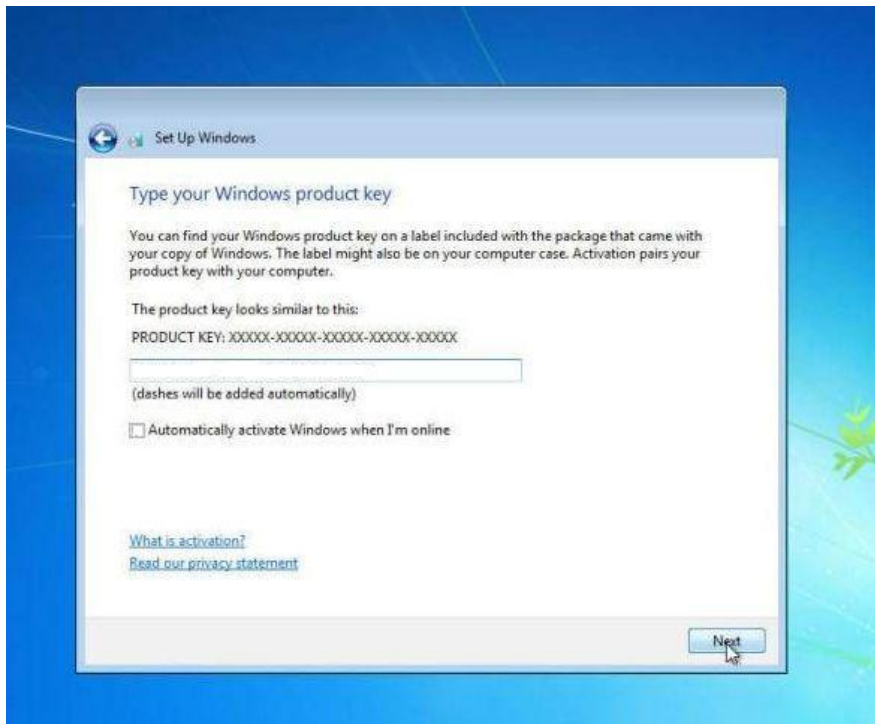 Set Up Windows
Type your Windows product key
You can find your Windows product key on a label included with the package that came with
your copy of Windows. The label might also be on your computer case. Activation pairs your
product key with your computer.
The product key looks similar to this:
PRODUCT KEY: XXXXX-XXXXX-XXXXX-XXXXX-XXXXX
(dashes will be added automatically)
Automatically activate Windows when I'm online
What is activation?
Read our privacy statement
Next